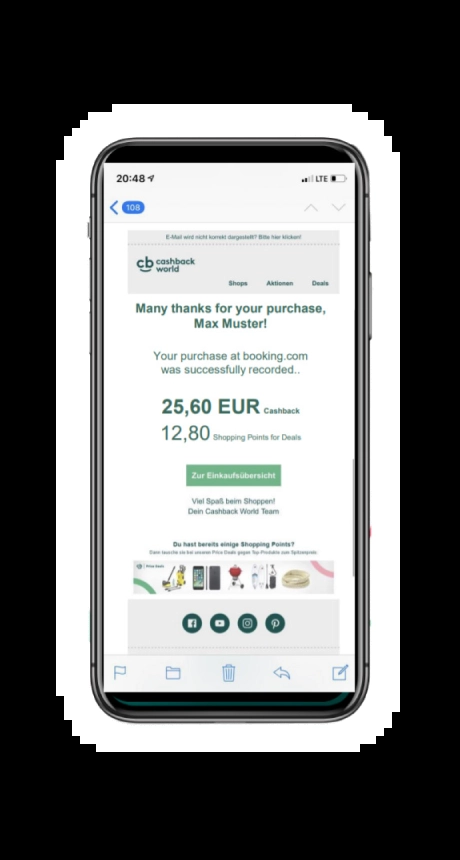 20:48
LTE
108
E-Mail wird nicht korrekt dargestellt? Bitte hier klicken!
cb cashback
world
Shops Aktionen Deals
Many thanks for your purchase,
Max Muster!
Your purchase at booking.com
was successfully recorded..
25,60 EUR Cashback
12,80 Shopping Points for Deals
Zur Einkaufsübersicht
Viel Spaß beim Shoppen!
Dein Cashback World Team
Du hast bereits einige Shopping Points?
Dann tausche sie bei unseren Price Deals gegen Top-Produkte zum Spitzenpreis.
Price Deals